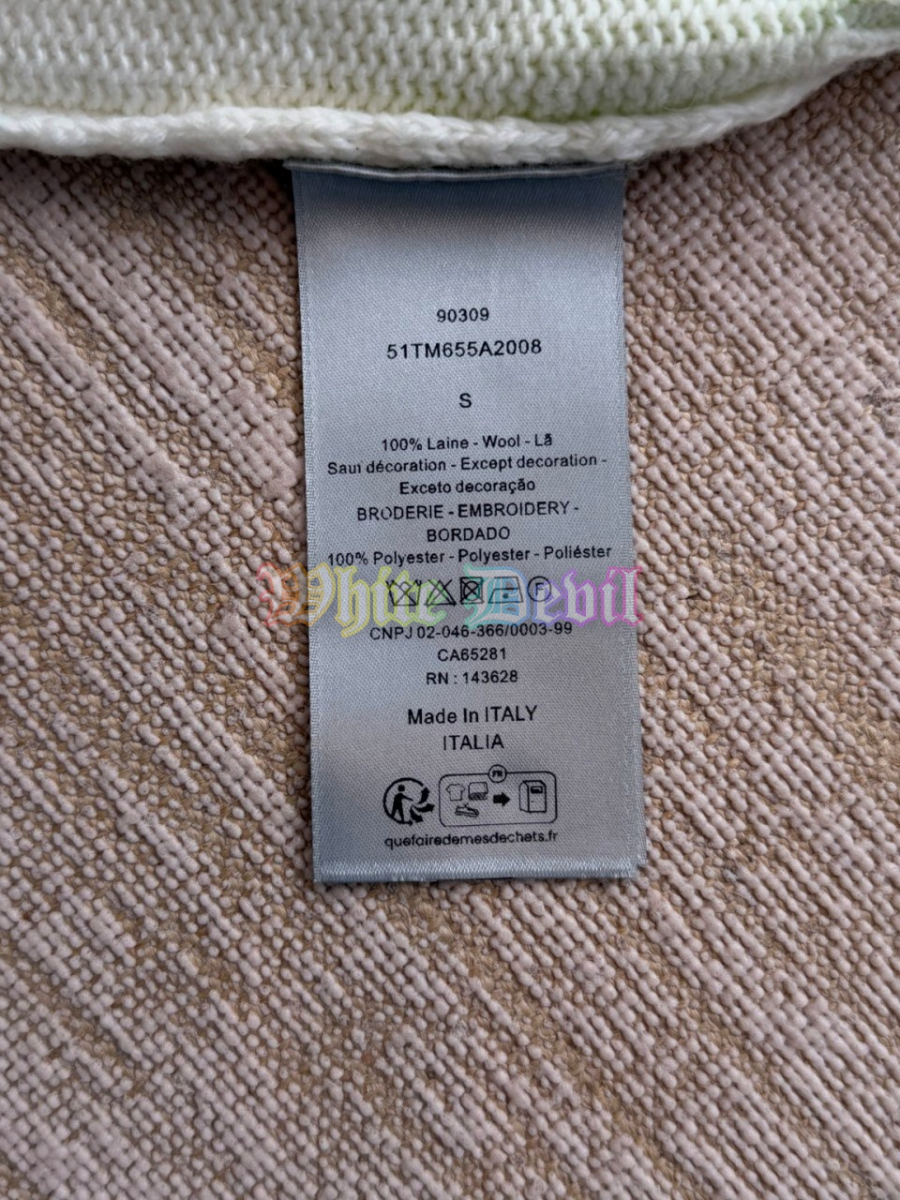 90309
51TM655A2008
S
100% Laine - Wool - Lã
Sauf décoration - Except decoration -
Exceto decoração
BRODERIE - EMBROIDERY -
BORDADO
100% Polyester - Polyester - Poliéster
White Devil
F
CNPJ 02-046-366/0003-99
CA65281
RN : 143628
Made In ITALY
ITALIA
FR
quefairedemesdechets.fr